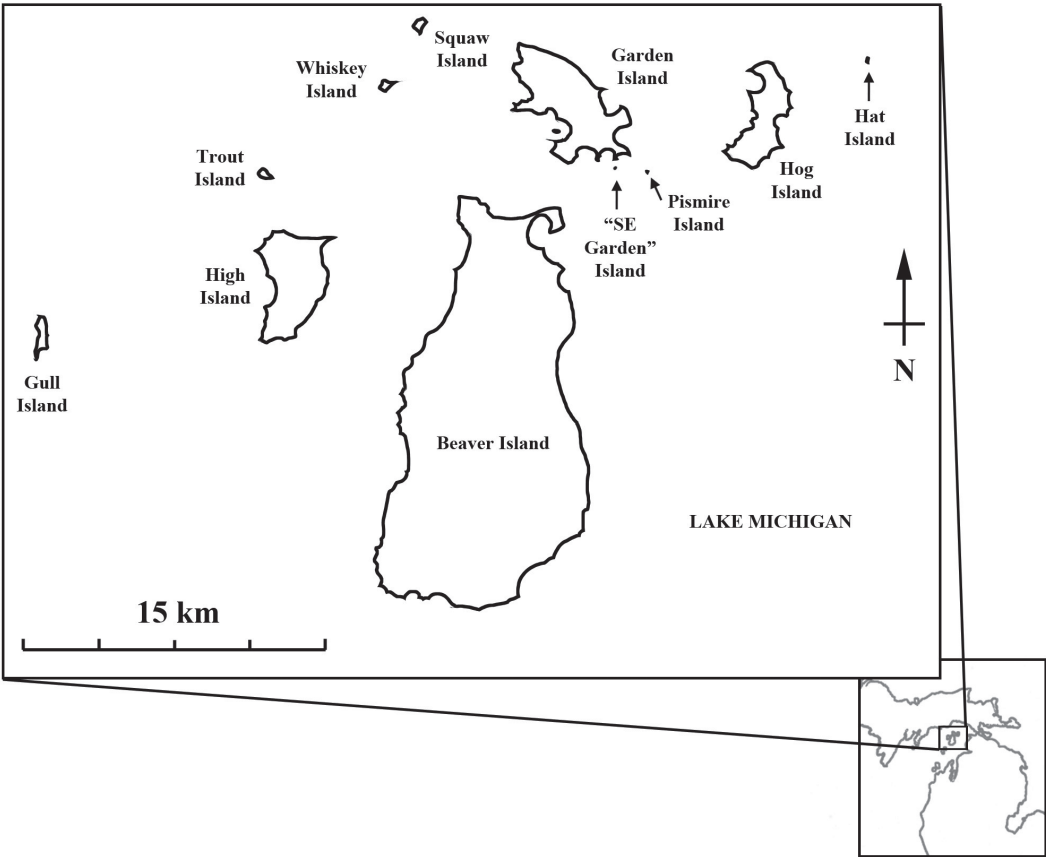 Squaw
Island
Garden
Island
Whiskey
Island
Hat
Island
Trout
Island
Hog
Island
Pismire
Island
“SE
Garden”
Island
High
Island
N
Gull
Island
Beaver Island
LAKE MICHIGAN
15 km